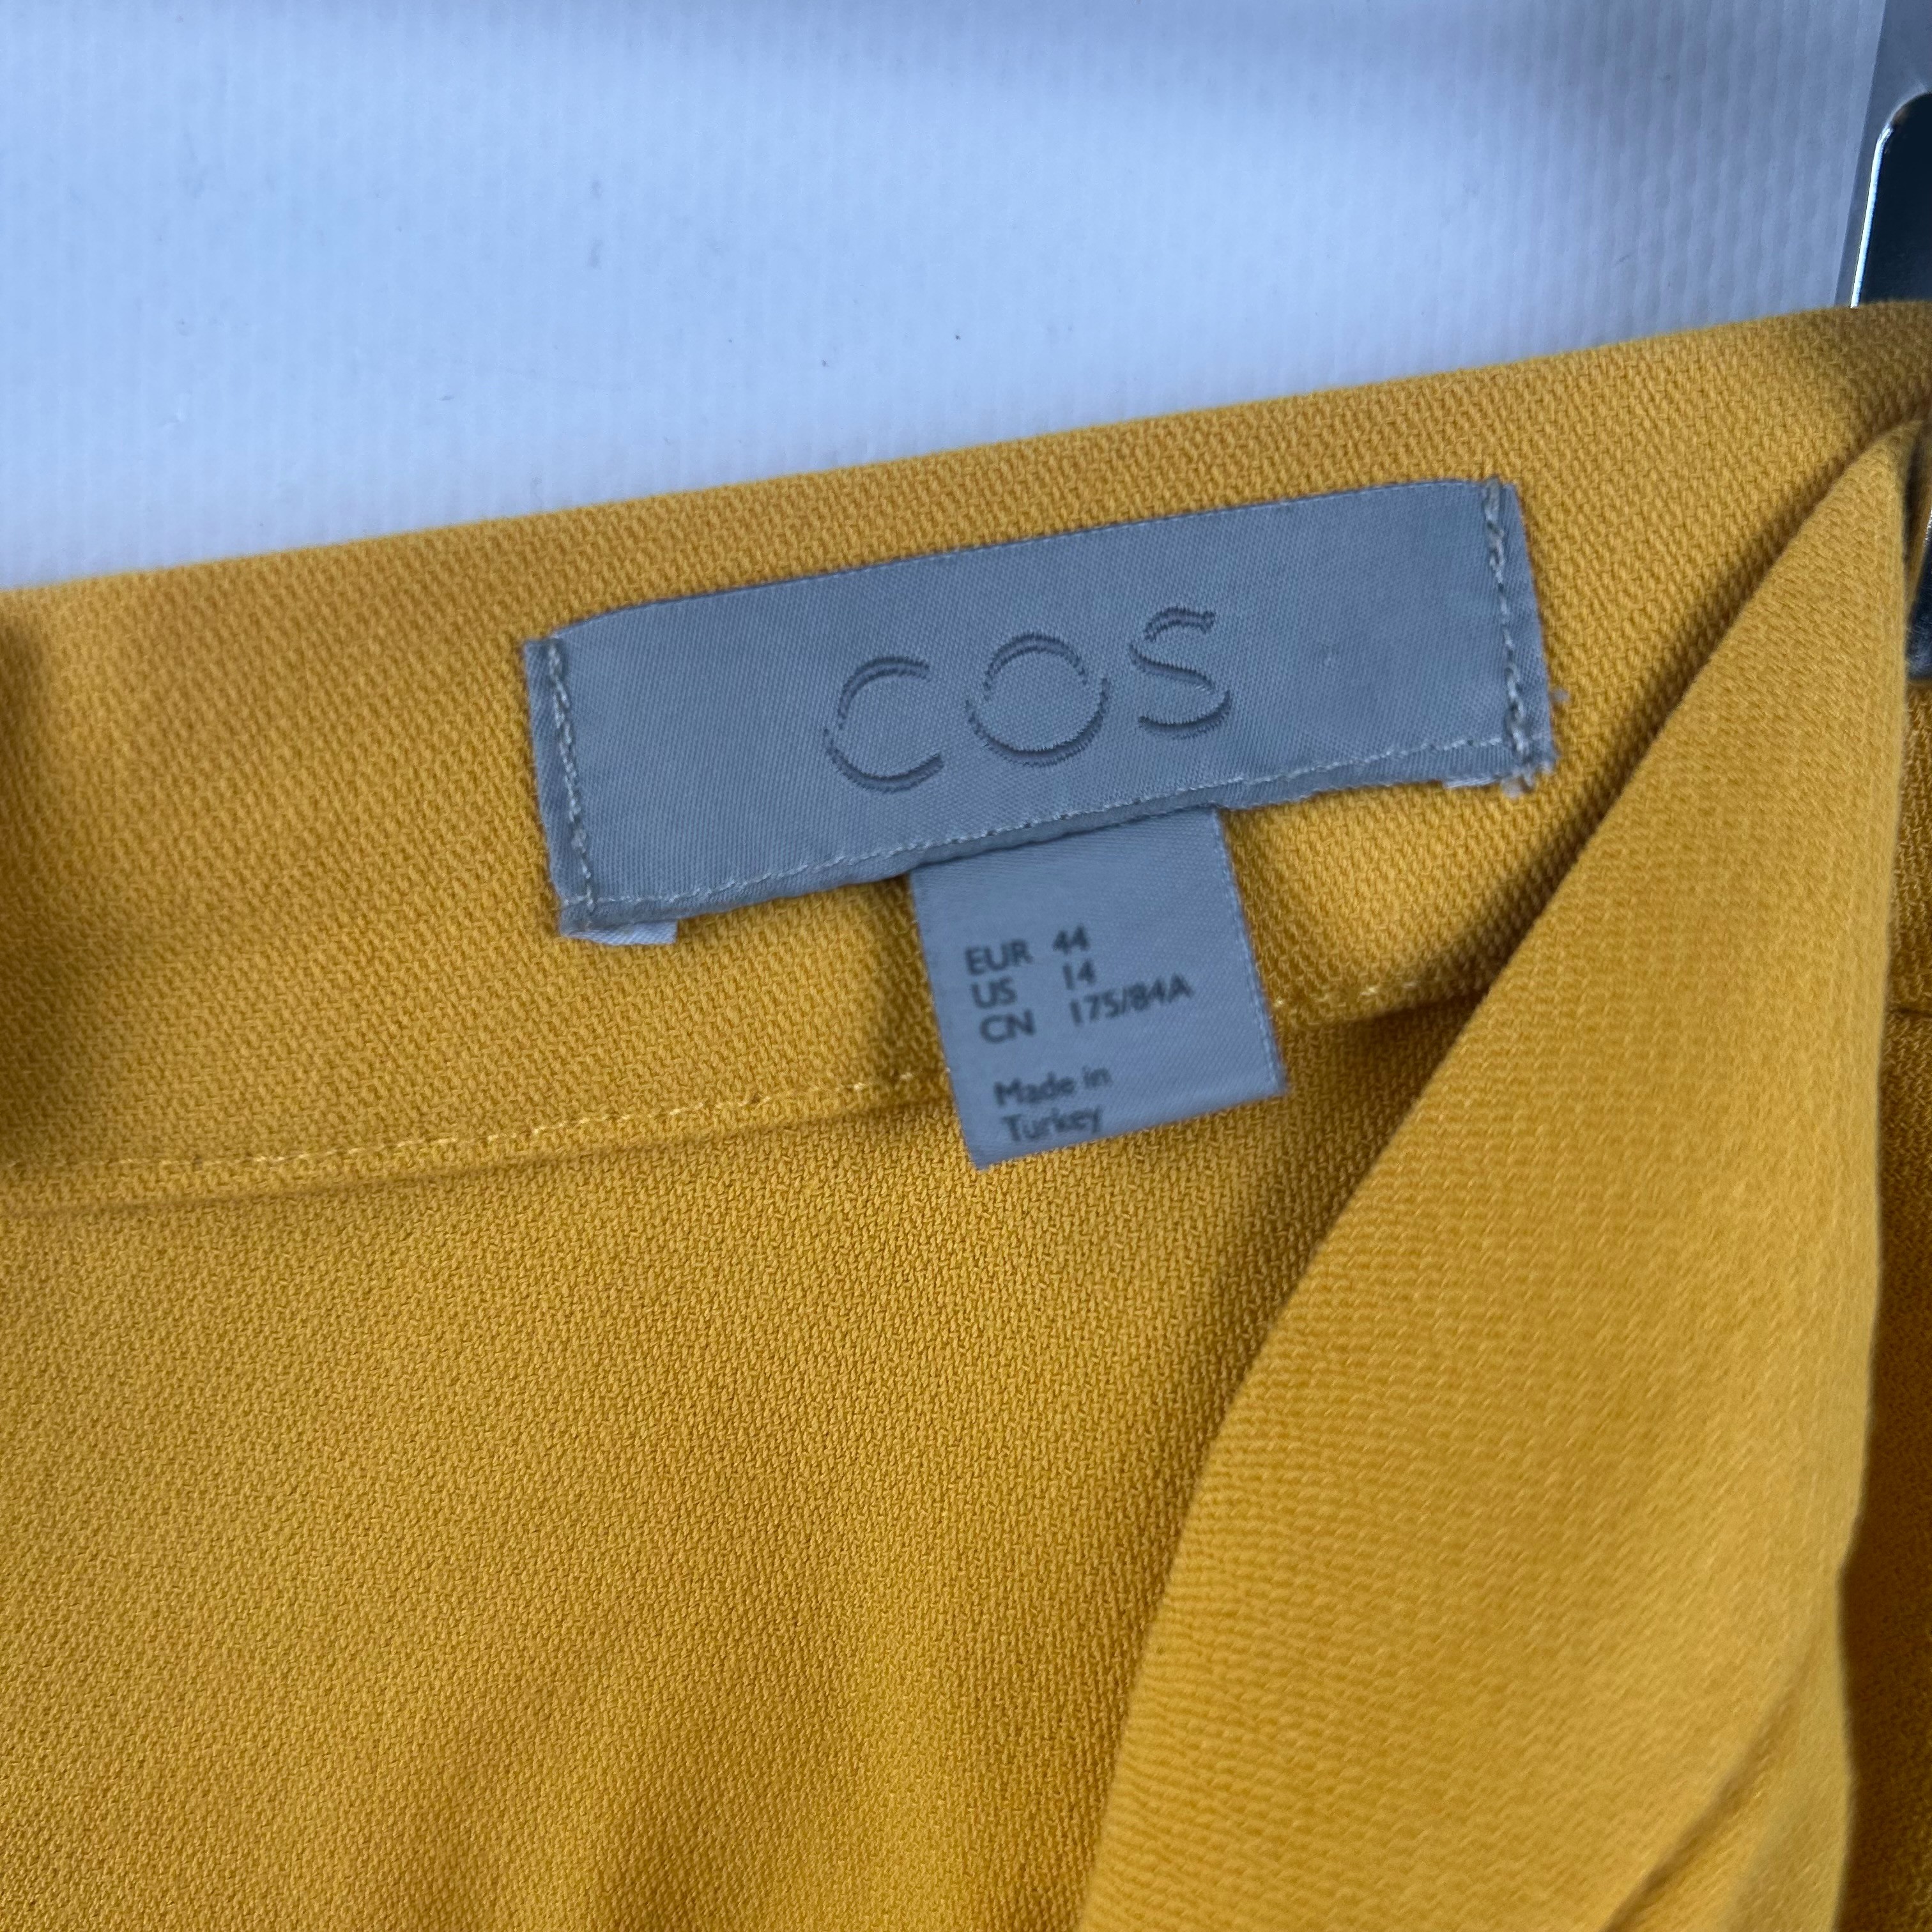 COS
EUR 44
US 14
CN 175/84A
Made in
Turkey